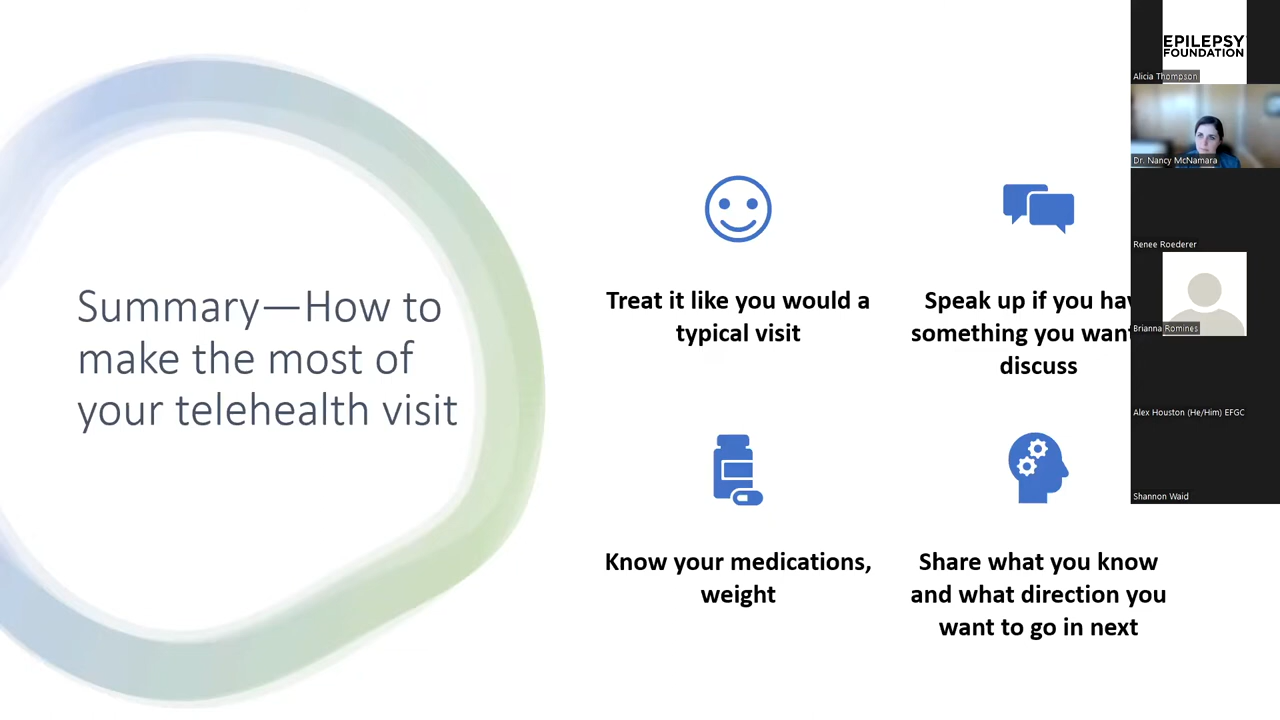 Summary—How to
make the most of
your telehealth visit
Treat it like you would a
typical visit
Speak up if you hav
something you want
discuss
Know your medications,
weight
Share what you know
and what direction you
want to go in next
EPILEPSY
FOUNDATION
Alicia Thompson
Dr. Nancy McNamara
Renee Roederer
Brianna Romines
Alex Houston (He/Him) EFGC
Shannon Waid